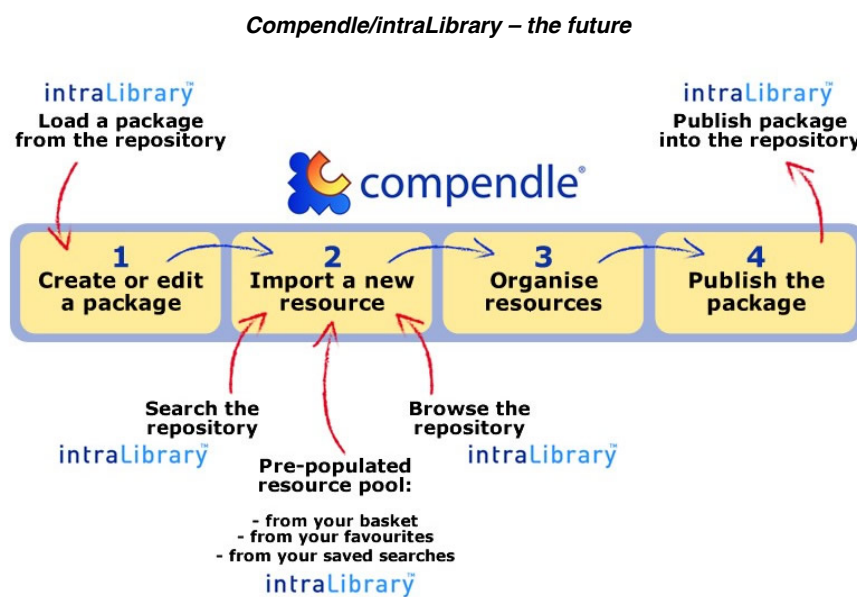 Compendle/intraLibrary – the future
intraLibrary™
Load a package
from the repository
intraLibrary™
Publish package
into the repository
compendle®
1
Create or edit
a package
2
Import a new
resource
3
Organise
resources
4
Publish the
package
Search the
repository
intraLibrary™
Browse the
repository
intraLibrary™
Pre-populated
resource pool:
- from your basket
- from your favourites
- from your saved searches
intraLibrary™